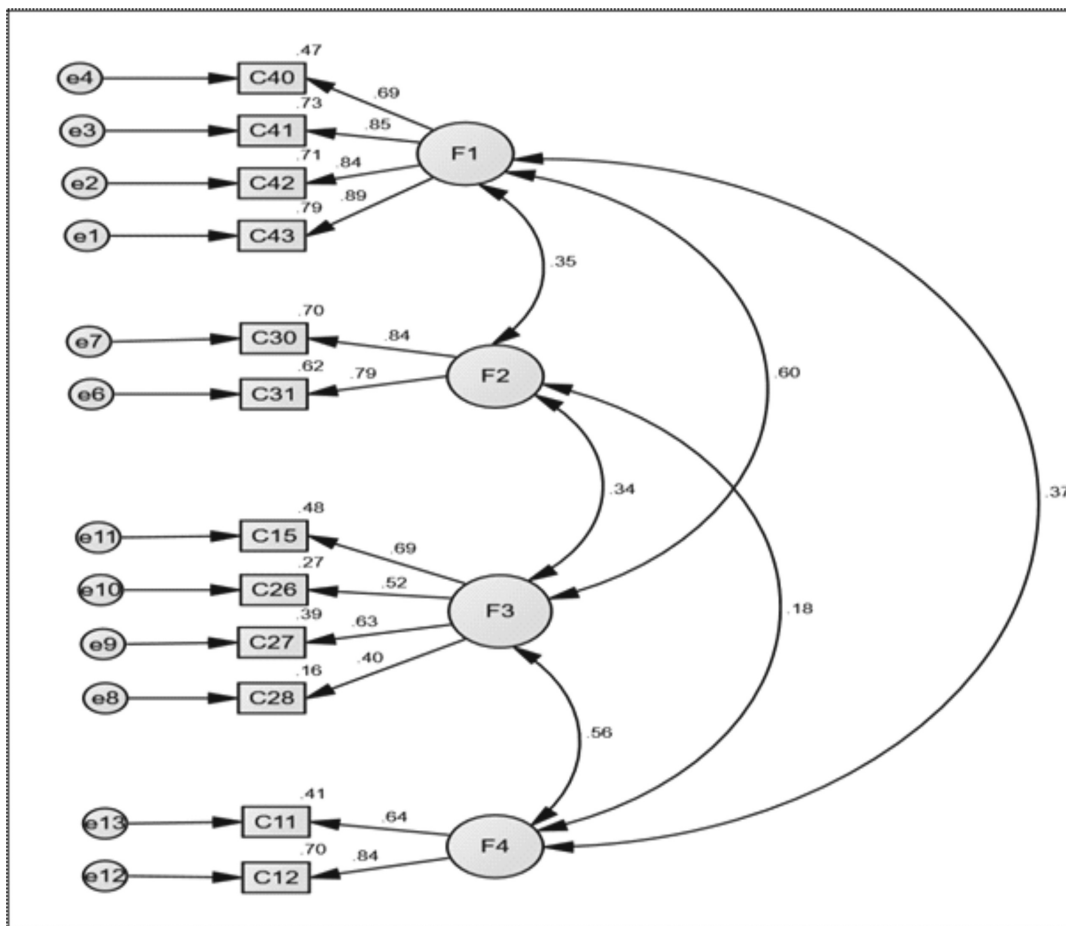 .47
e4 C40 .69
.73
e3 C41 .85 F1
.71
e2 C42 .84
.79
e1 C43 .89
.35
.70
e7 C30 .84
.62
e6 C31 .79 F2
.60
.48
e11 C15 .69
.34
.37
.27
e10 C26 .52
.39
e9 C27 .63 F3
.18
.16
e8 C28 .40
.56
.41
e13 C11 .64
.70
e12 C12 .84 F4